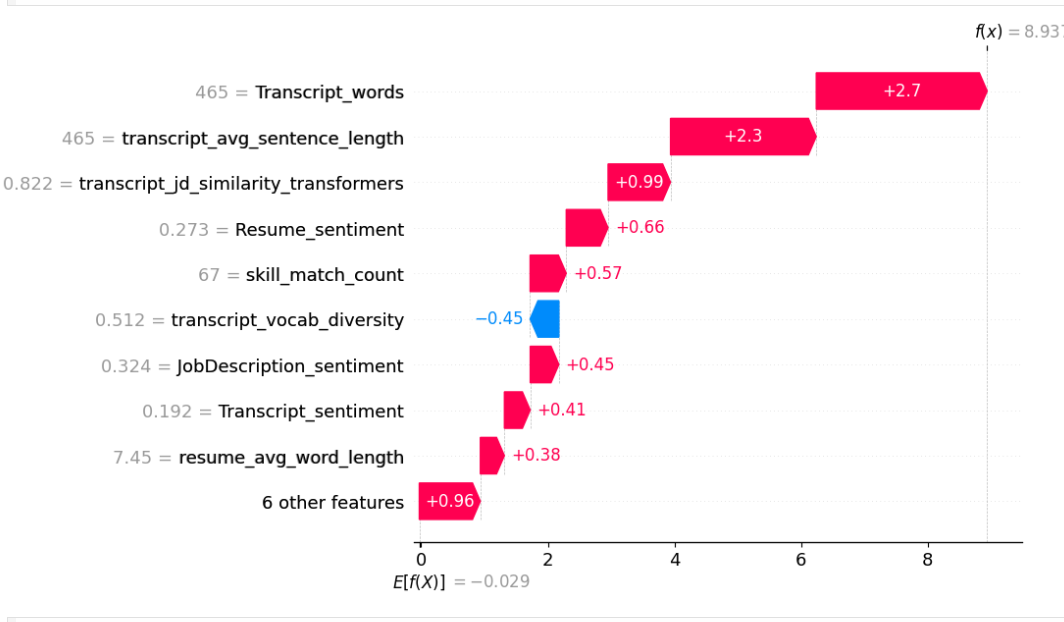 f(x) = 8.937
465 = Transcript_words
+2.7
465 = transcript_avg_sentence_length
+2.3
0.822 = transcript_jd_similarity_transformers
+0.99
0.273 = Resume_sentiment
+0.66
67 = skill_match_count
+0.57
0.512 = transcript_vocab_diversity
−0.45
0.324 = JobDescription_sentiment
+0.45
0.192 = Transcript_sentiment
+0.41
7.45 = resume_avg_word_length
+0.38
6 other features
+0.96
0 2 4 6 8
E[f(X)] = −0.029